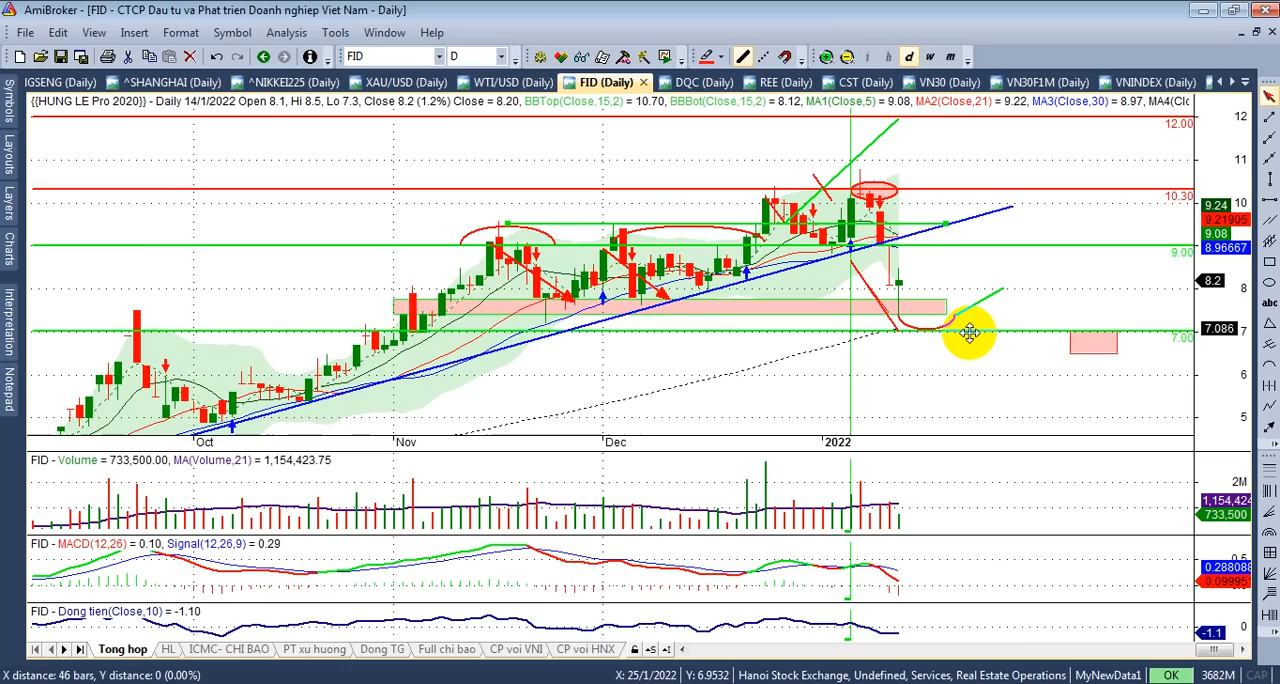 AmiBroker - [FID - CTCP Dau tu va Phat trien Doanh nghiep Viet Nam - Daily]
File Edit View Insert Format Symbol Analysis Tools Window Help
FID D d w m
IGSENG (Daily) ^SHANGHAI (Daily) ^NIKKEI225 (Daily) XAU/USD (Daily) WTI/USD (Daily) FID (Daily) DQC (Daily) REE (Daily) CST (Daily) VN30 (Daily) VN30F1M (Daily) VNINDEX (Daily)
{{HUNG LE Pro 2020}} - Daily 14/1/2022 Open 8.1, Hi 8.5, Lo 7.3, Close 8.2 (1.2%) Close = 8.20, BBTop(Close,15,2) = 10.70, BBBot(Close,15,2) = 8.12, MA1(Close,5) = 9.08, MA2(Close,21) = 9.22, MA3(Close,30) = 8.97, MA4(Clo
Symbols
Layouts
Layers
Charts
Interpretation
Notepad
abc
12.00
10.30
9.00
7.00
12
11
10
9.24
9.21905
9.08
8.96667
8.2
8
7.086
7
6
5
Oct Nov Dec 2022
FID - Volume = 733,500.00, MA(Volume,21) = 1,154,423.75
2M
1,154,424
733,500
FID - MACD(12,26) = 0.10, Signal(12,26,9) = 0.29
0.5
0.288088
0.09995
FID - Dong tien(Close,10) = -1.10
0
-1.1
Tong hop HL ICMC- CHI BAO PT xu huong Dong TG Full chi bao CP voi VNI CP voi HNX
X distance: 46 bars, Y distance: 0 (0.00%) X: 25/1/2022 Y: 6.9532 Hanoi Stock Exchange, Undefined, Services, Real Estate Operations MyNewData1 OK 3682M CAP